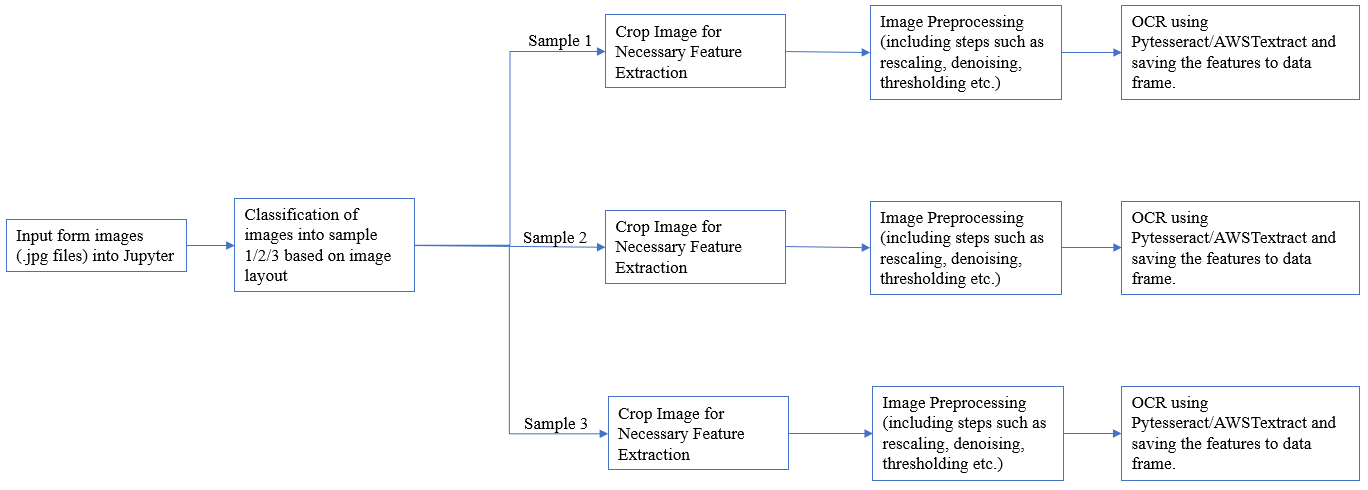 Input form images
(.jpg files) into Jupyter
Classification of
images into sample
1/2/3 based on image
layout
Sample 1
Crop Image for
Necessary Feature
Extraction
Image Preprocessing
(including steps such as
rescaling, denoising,
thresholding etc.)
OCR using
Pytesseract/AWSTextract and
saving the features to data
frame.
Sample 2
Crop Image for
Necessary Feature
Extraction
Image Preprocessing
(including steps such as
rescaling, denoising,
thresholding etc.)
OCR using
Pytesseract/AWSTextract and
saving the features to data
frame.
Sample 3
Crop Image for
Necessary Feature
Extraction
Image Preprocessing
(including steps such as
rescaling, denoising,
thresholding etc.)
OCR using
Pytesseract/AWSTextract and
saving the features to data
frame.